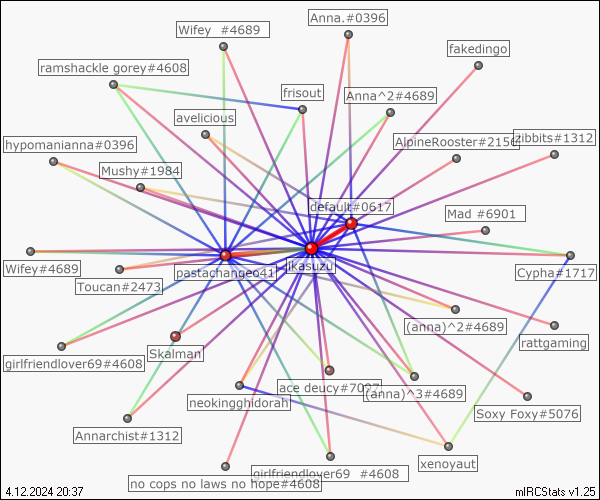 Anna.#0396
Wifey  #4689
fakedingo
ramshackle gorey#4608
frisout
Anna^2#4689
avelicious
zibbits#1312
hypomanianna#0396
AlpineRooster#2156
Mushy#1984
default#0617
Mad #6901
Wifey#4689
pastachangeo41
jikasuzu
Cypha#1717
Toucan#2473
(anna)^2#4689
rattgaming
Skalman
girlfriendlover69#4608
ace deucy#7097
(anna)^3#4689
neokingghidorah
Soxy Foxy#5076
Annarchist#1312
xenoyaut
girlfriendlover69  #4608
no cops no laws no hope#4608
4.12.2024 20:37
mIRCStats v1.25